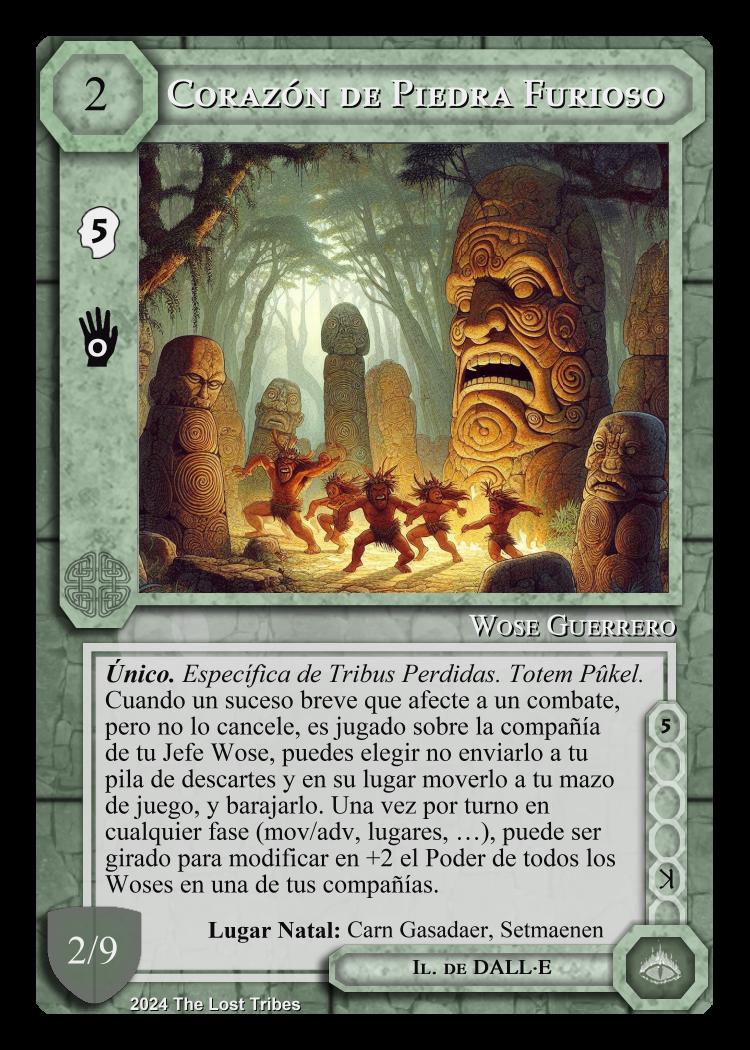 2
Corazón de Piedra Furioso
5
0
Wose Guerrero
Único. Específica de Tribus Perdidas. Totem Pûkel.
Cuando un suceso breve que afecte a un combate,
pero no lo cancele, es jugado sobre la compañía
de tu Jefe Wose, puedes elegir no enviarlo a tu
pila de descartes y en su lugar moverlo a tu mazo
de juego, y barajarlo. Una vez por turno en
cualquier fase (mov/adv, lugares, …), puede ser
girado para modificar en +2 el Poder de todos los
Woses en una de tus compañías.
5
K
Lugar Natal: Carn Gasadaer, Setmaenen
2/9
Il. de DALL·E
2024 The Lost Tribes